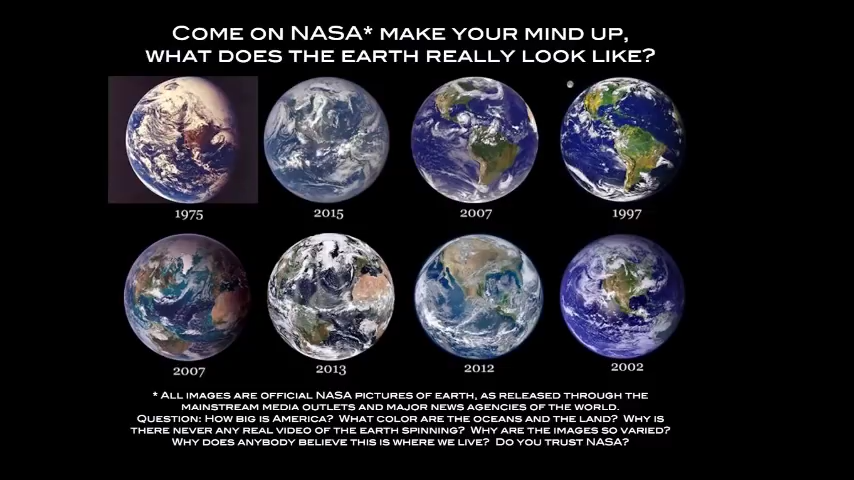 Come on NASA* make your mind up,
what does the earth really look like?
1975
2015
2007
1997
2007
2013
2012
2002
* All images are official NASA pictures of earth, as released through the
mainstream media outlets and major news agencies of the world.
Question: How big is America? What color are the oceans and the land? Why is
there never any real video of the earth spinning? Why are the images so varied?
Why does anybody believe this is where we live? Do you trust NASA?